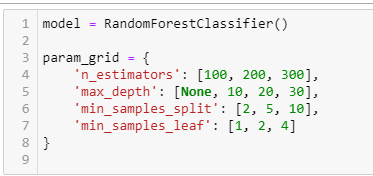 1 model = RandomForestClassifier()
2
3 param_grid = {
4     'n_estimators': [100, 200, 300],
5     'max_depth': [None, 10, 20, 30],
6     'min_samples_split': [2, 5, 10],
7     'min_samples_leaf': [1, 2, 4]
8 }
9